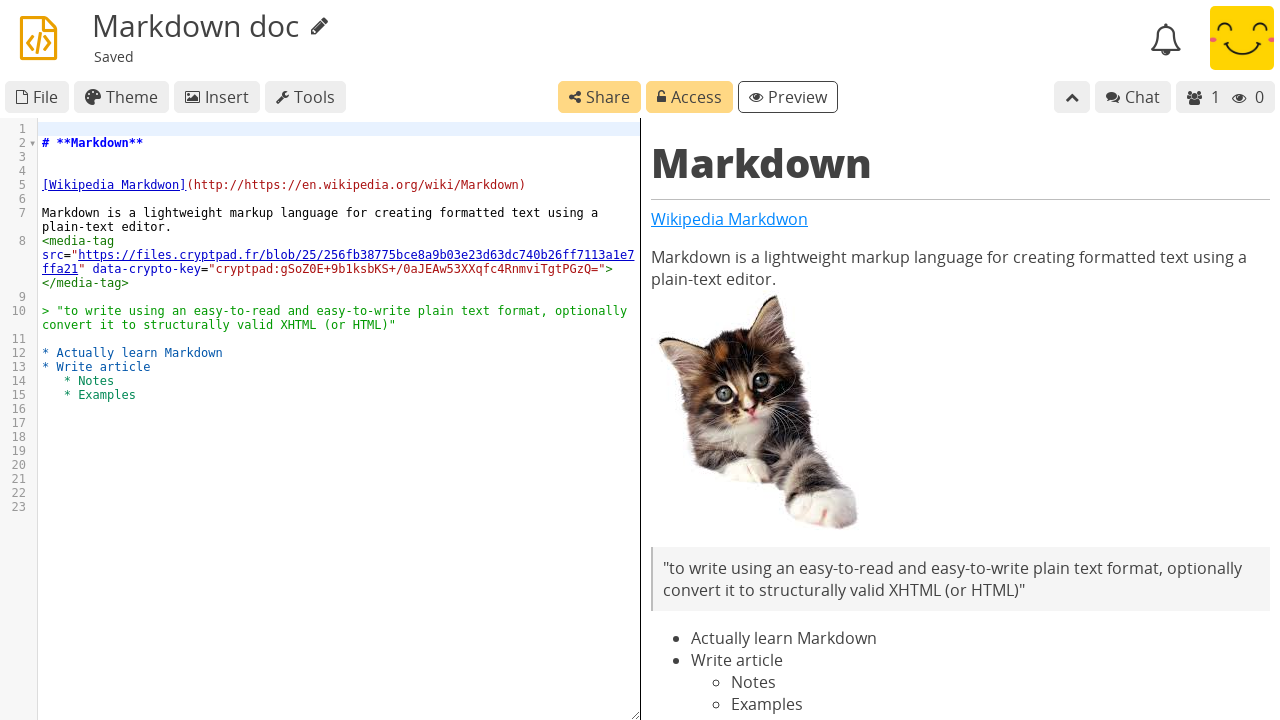 Markdown doc
Saved
File Theme Insert Tools Share Access Preview Chat 1 0
1
2 # **Markdown**
3
4
5 [Wikipedia Markdwon](http://https://en.wikipedia.org/wiki/Markdown)
6
7 Markdown is a lightweight markup language for creating formatted text using a
plain-text editor.
8 <media-tag
src="https://files.cryptpad.fr/blob/25/256fb38775bce8a9b03e23d63dc740b26ff7113a1e7
ffa21" data-crypto-key="cryptpad:gSoZ0E+9b1ksbKS+/0aJEAw53XXqfc4RnmviTgtPGzQ=">
</media-tag>
9
10 > "to write using an easy-to-read and easy-to-write plain text format, optionally
convert it to structurally valid XHTML (or HTML)"
11
12 * Actually learn Markdown
13 * Write article
14 * Notes
15 * Examples
16
17
18
19
20
21
22
23
Markdown
Wikipedia Markdwon
Markdown is a lightweight markup language for creating formatted text using a
plain-text editor.
"to write using an easy-to-read and easy-to-write plain text format, optionally
convert it to structurally valid XHTML (or HTML)"
• Actually learn Markdown
• Write article
◦ Notes
◦ Examples